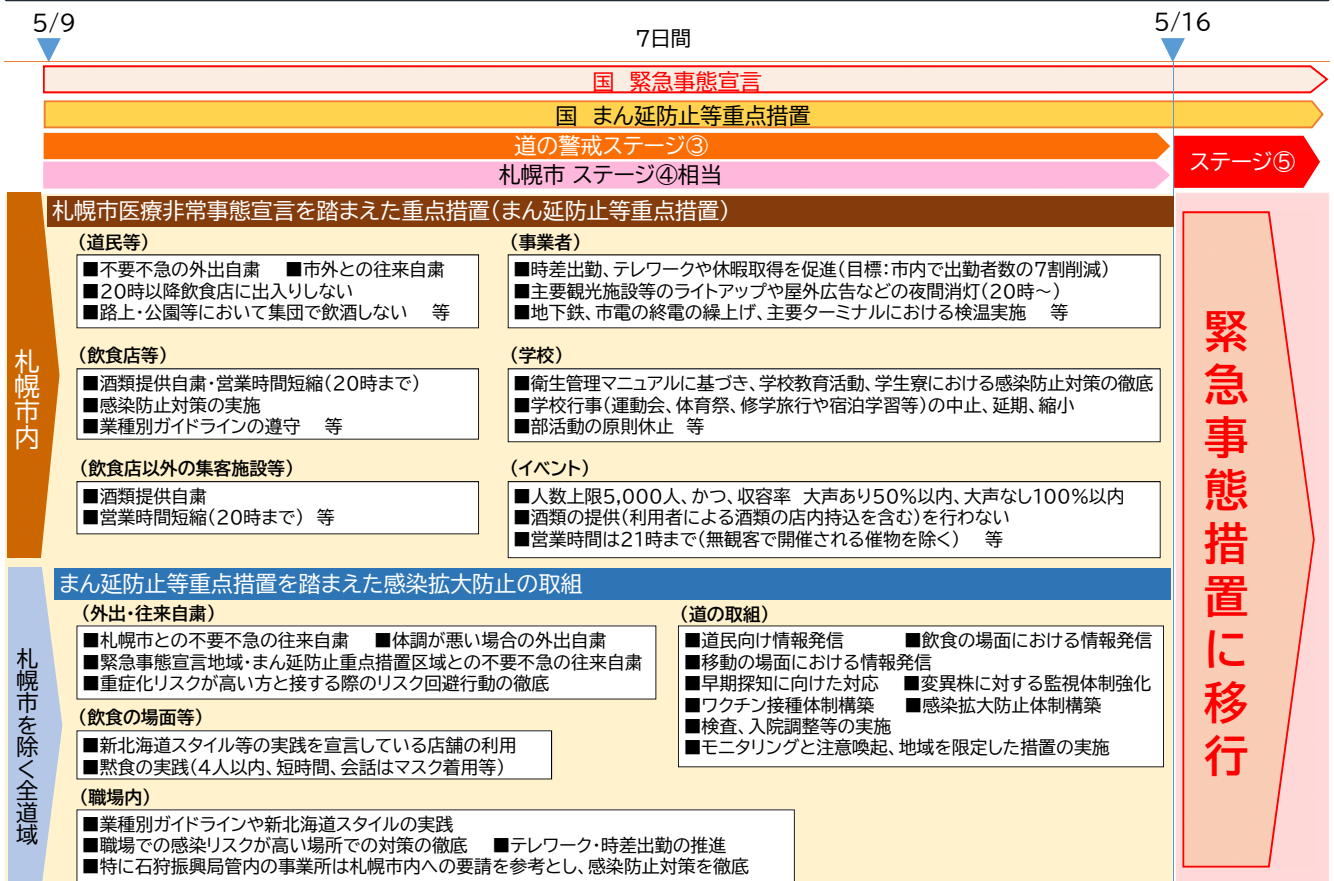 5/9
7日間
5/16
国 緊急事態宣言
国 まん延防止等重点措置
道の警戒ステージ③
札幌市 ステージ④相当
ステージ⑤
札幌市内
札幌市医療非常事態宣言を踏まえた重点措置(まん延防止等重点措置)
(道民等)
■不要不急の外出自粛 ■市外との往来自粛
■20時以降飲食店に出入りしない
■路上・公園等において集団で飲酒しない 等
(事業者)
■時差出勤、テレワークや休暇取得を促進(目標:市内で出勤者数の7割削減)
■主要観光施設等のライトアップや屋外広告などの夜間消灯(20時~)
■地下鉄、市電の終電の繰上げ、主要ターミナルにおける検温実施 等
(飲食店等)
■酒類提供自粛・営業時間短縮(20時まで)
■感染防止対策の実施
■業種別ガイドラインの遵守 等
(学校)
■衛生管理マニュアルに基づき、学校教育活動、学生寮における感染防止対策の徹底
■学校行事(運動会、体育祭、修学旅行や宿泊学習等)の中止、延期、縮小
■部活動の原則休止 等
(飲食店以外の集客施設等)
■酒類提供自粛
■営業時間短縮(20時まで) 等
(イベント)
■人数上限5,000人、かつ、収容率 大声あり50%以内、大声なし100%以内
■酒類の提供(利用者による酒類の店内持込を含む)を行わない
■営業時間は21時まで(無観客で開催される催物を除く) 等
札幌市を除く全道域
まん延防止等重点措置を踏まえた感染拡大防止の取組
(外出・往来自粛)
■札幌市との不要不急の往来自粛 ■体調が悪い場合の外出自粛
■緊急事態宣言地域・まん延防止重点措置区域との不要不急の往来自粛
■重症化リスクが高い方と接する際のリスク回避行動の徹底
(飲食の場面等)
■新北海道スタイル等の実践を宣言している店舗の利用
■黙食の実践(4人以内、短時間、会話はマスク着用等)
(職場内)
■業種別ガイドラインや新北海道スタイルの実践
■職場での感染リスクが高い場所での対策の徹底 ■テレワーク・時差出勤の推進
■特に石狩振興局管内の事業所は札幌市内への要請を参考とし、感染防止対策を徹底
(道の取組)
■道民向け情報発信 ■飲食の場面における情報発信
■移動の場面における情報発信
■早期探知に向けた対応 ■変異株に対する監視体制強化
■ワクチン接種体制構築 ■感染拡大防止体制構築
■検査、入院調整等の実施
■モニタリングと注意喚起、地域を限定した措置の実施
緊急事態措置に移行